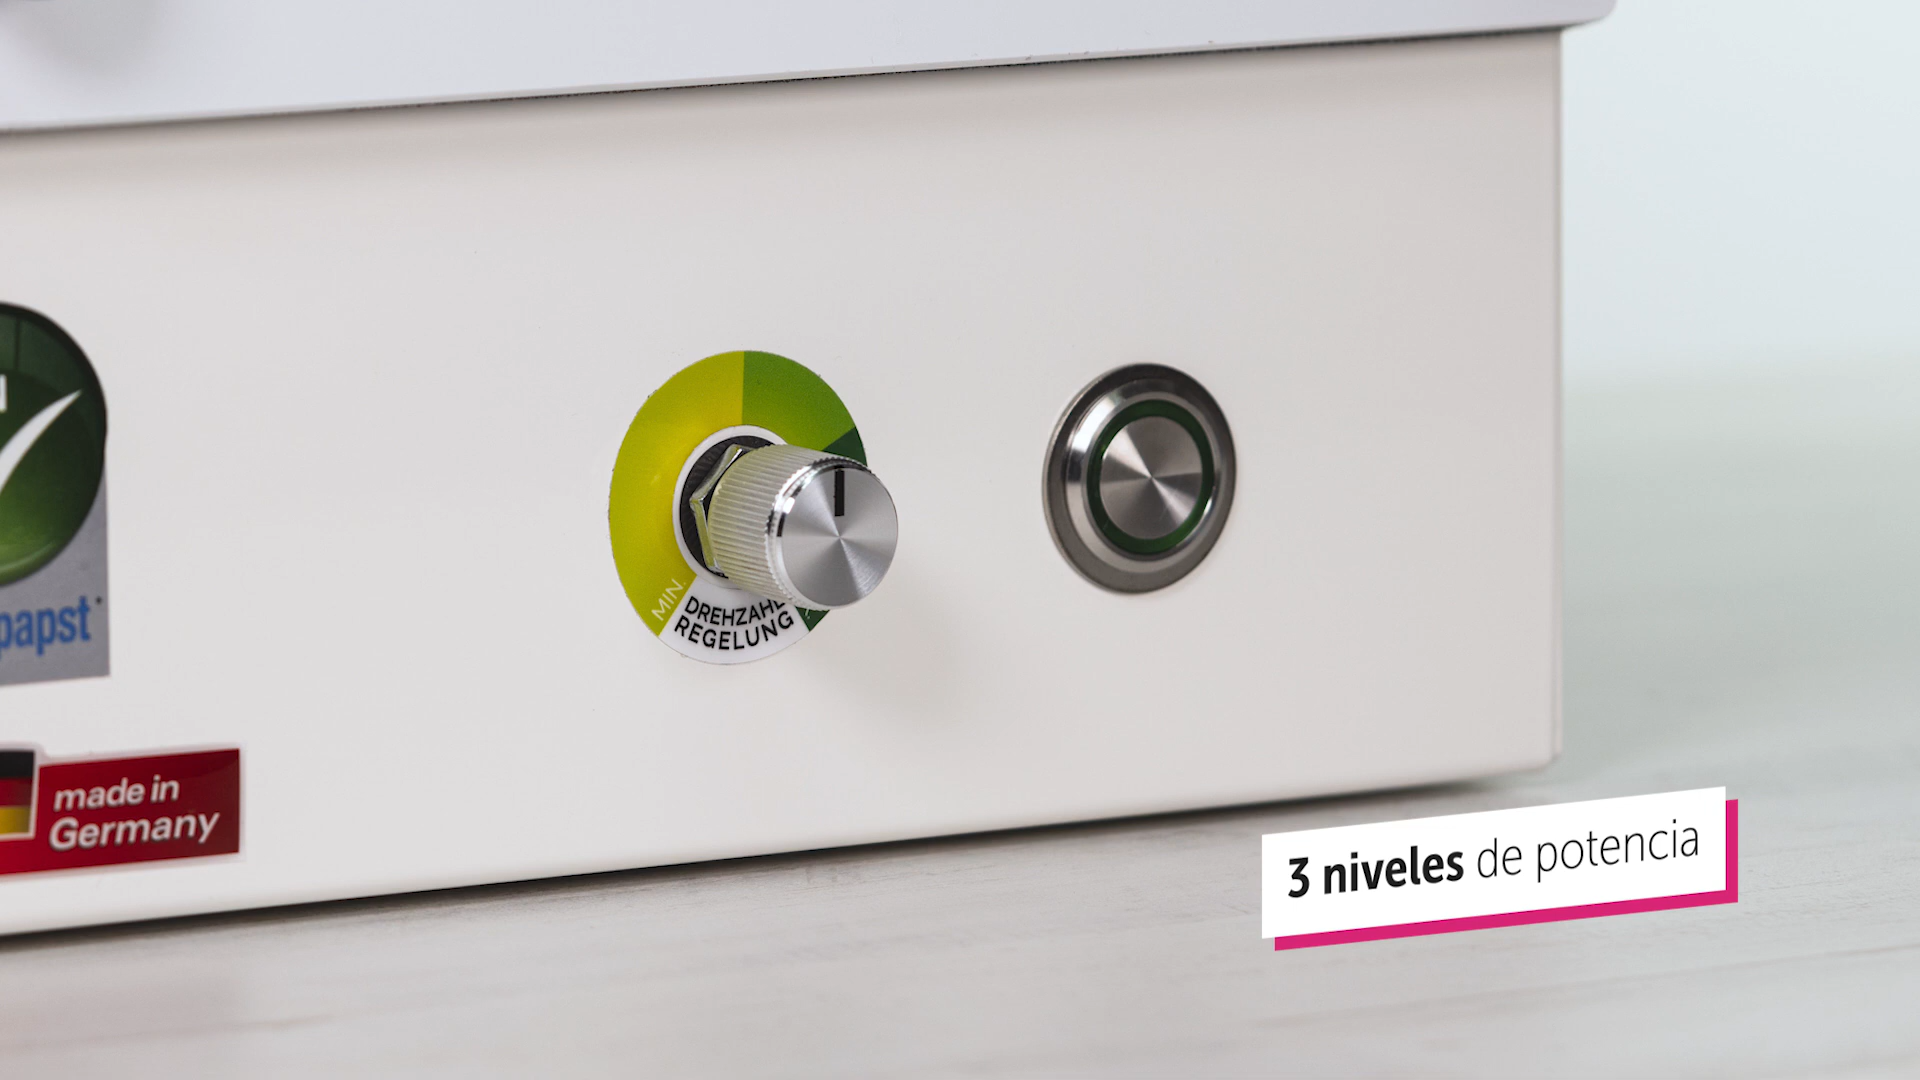 papst
made in
Germany
MIN.
DREHZAHL
REGELUNG
3 niveles de potencia